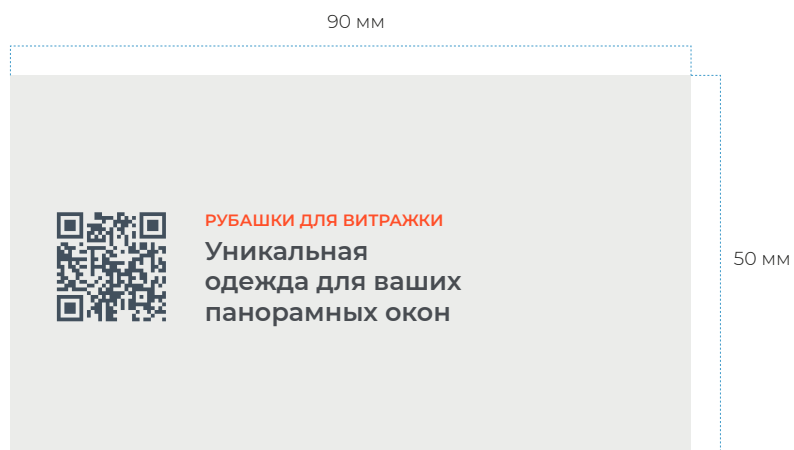 90 мм
РУБАШКИ ДЛЯ ВИТРАЖКИ
Уникальная
одежда для ваших
панорамных окон
50 мм